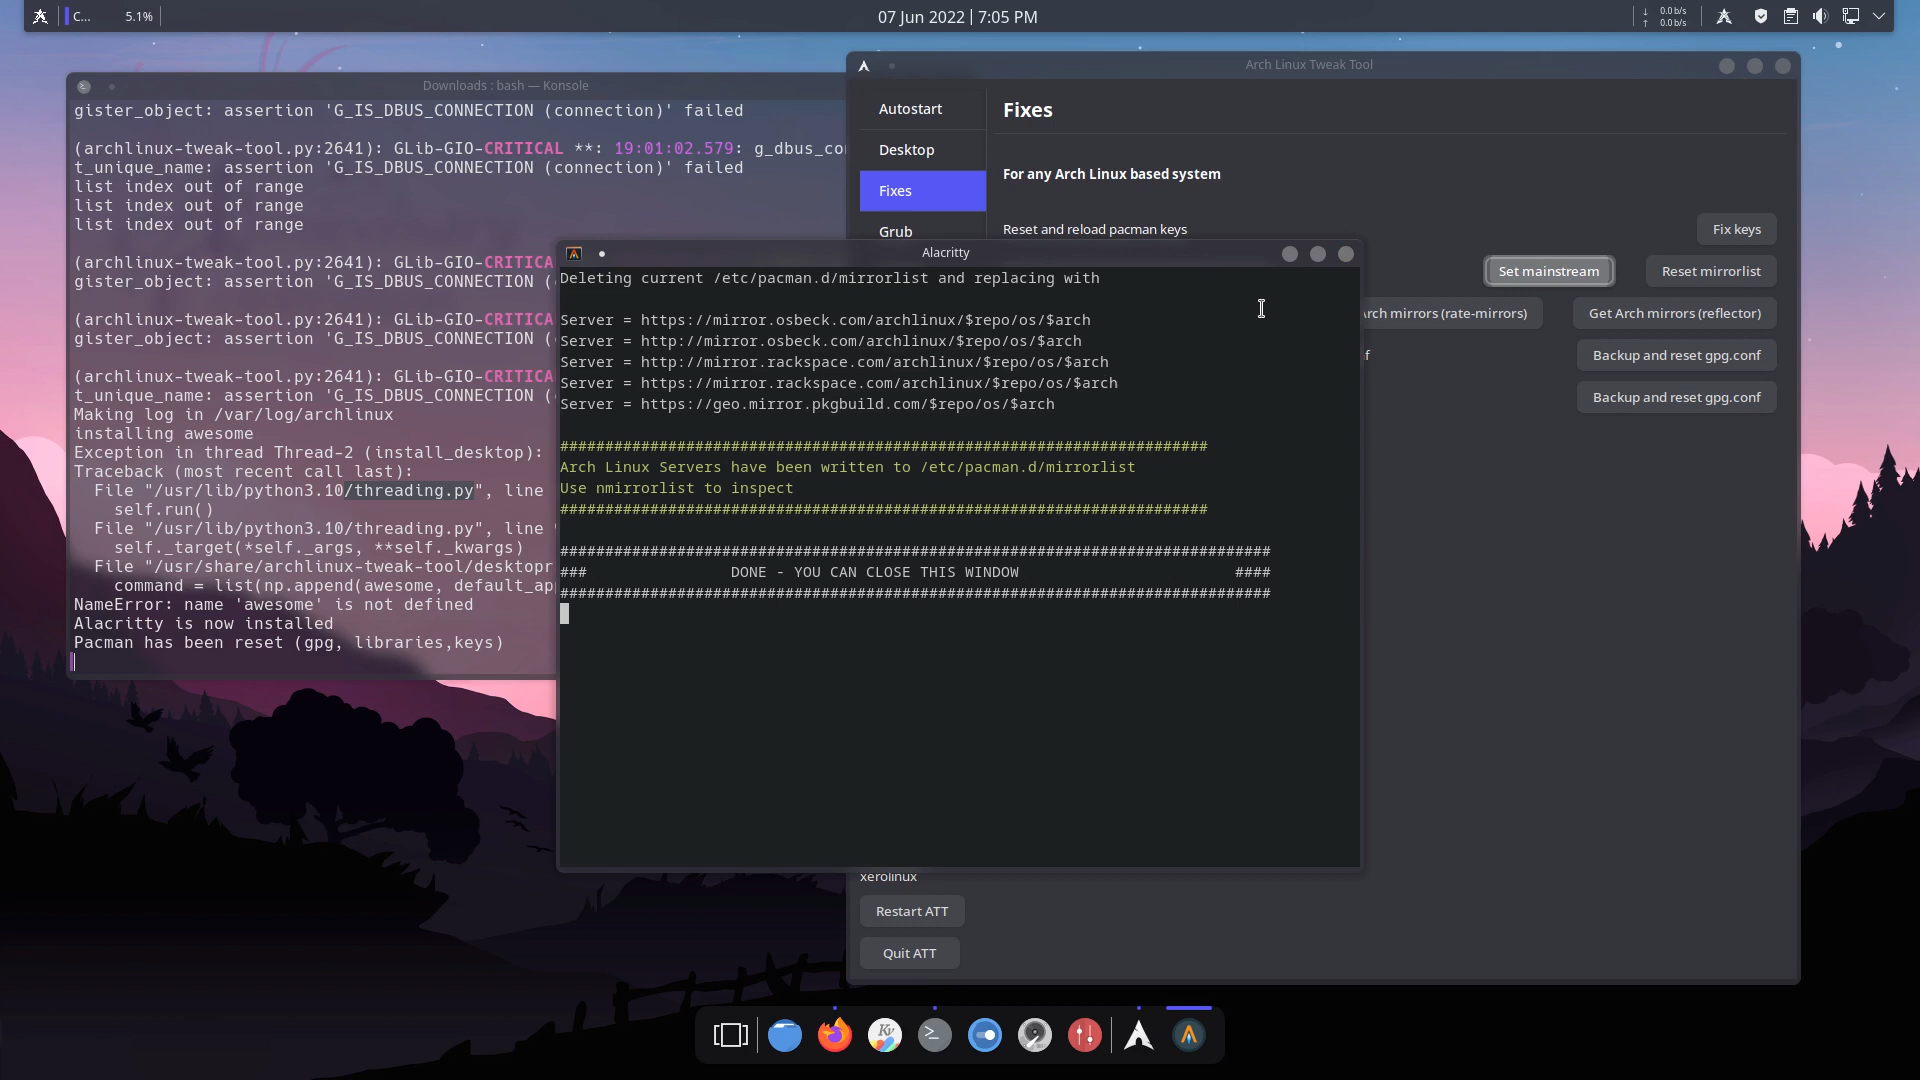 C...
5.1%
07 Jun 2022 | 7:05 PM
↓ 0.0 b/s
↑ 0.0 b/s
Downloads : bash — Konsole
gister_object: assertion 'G_IS_DBUS_CONNECTION (connection)' failed
(archlinux-tweak-tool.py:2641): GLib-GIO-CRITICAL **: 19:01:02.579: g_dbus_co
t_unique_name: assertion 'G_IS_DBUS_CONNECTION (connection)' failed
list index out of range
list index out of range
list index out of range
(archlinux-tweak-tool.py:2641): GLib-GIO-CRITICA
gister_object: assertion 'G_IS_DBUS_CONNECTION (
(archlinux-tweak-tool.py:2641): GLib-GIO-CRITICA
gister_object: assertion 'G_IS_DBUS_CONNECTION (
(archlinux-tweak-tool.py:2641): GLib-GIO-CRITICA
t_unique_name: assertion 'G_IS_DBUS_CONNECTION (
Making log in /var/log/archlinux
installing awesome
Exception in thread Thread-2 (install_desktop):
Traceback (most recent call last):
File "/usr/lib/python3.10/threading.py", line
self.run()
File "/usr/lib/python3.10/threading.py", line
self._target(*self._args, **self._kwargs)
File "/usr/share/archlinux-tweak-tool/desktopr
command = list(np.append(awesome, default_ap
NameError: name 'awesome' is not defined
Alacritty is now installed
Pacman has been reset (gpg, libraries,keys)
Arch Linux Tweak Tool
Autostart
Desktop
Fixes
Grub
Fixes
For any Arch Linux based system
Reset and reload pacman keys
Fix keys
Set mainstream
Reset mirrorlist
rch mirrors (rate-mirrors)
Get Arch mirrors (reflector)
f
Backup and reset gpg.conf
Backup and reset gpg.conf
xerolinux
Restart ATT
Quit ATT
Alacritty
Deleting current /etc/pacman.d/mirrorlist and replacing with
Server = https://mirror.osbeck.com/archlinux/$repo/os/$arch
Server = http://mirror.osbeck.com/archlinux/$repo/os/$arch
Server = http://mirror.rackspace.com/archlinux/$repo/os/$arch
Server = https://mirror.rackspace.com/archlinux/$repo/os/$arch
Server = https://geo.mirror.pkgbuild.com/$repo/os/$arch
########################################################################
Arch Linux Servers have been written to /etc/pacman.d/mirrorlist
Use nmirrorlist to inspect
########################################################################
###############################################################################
### DONE - YOU CAN CLOSE THIS WINDOW ####
###############################################################################
Kv